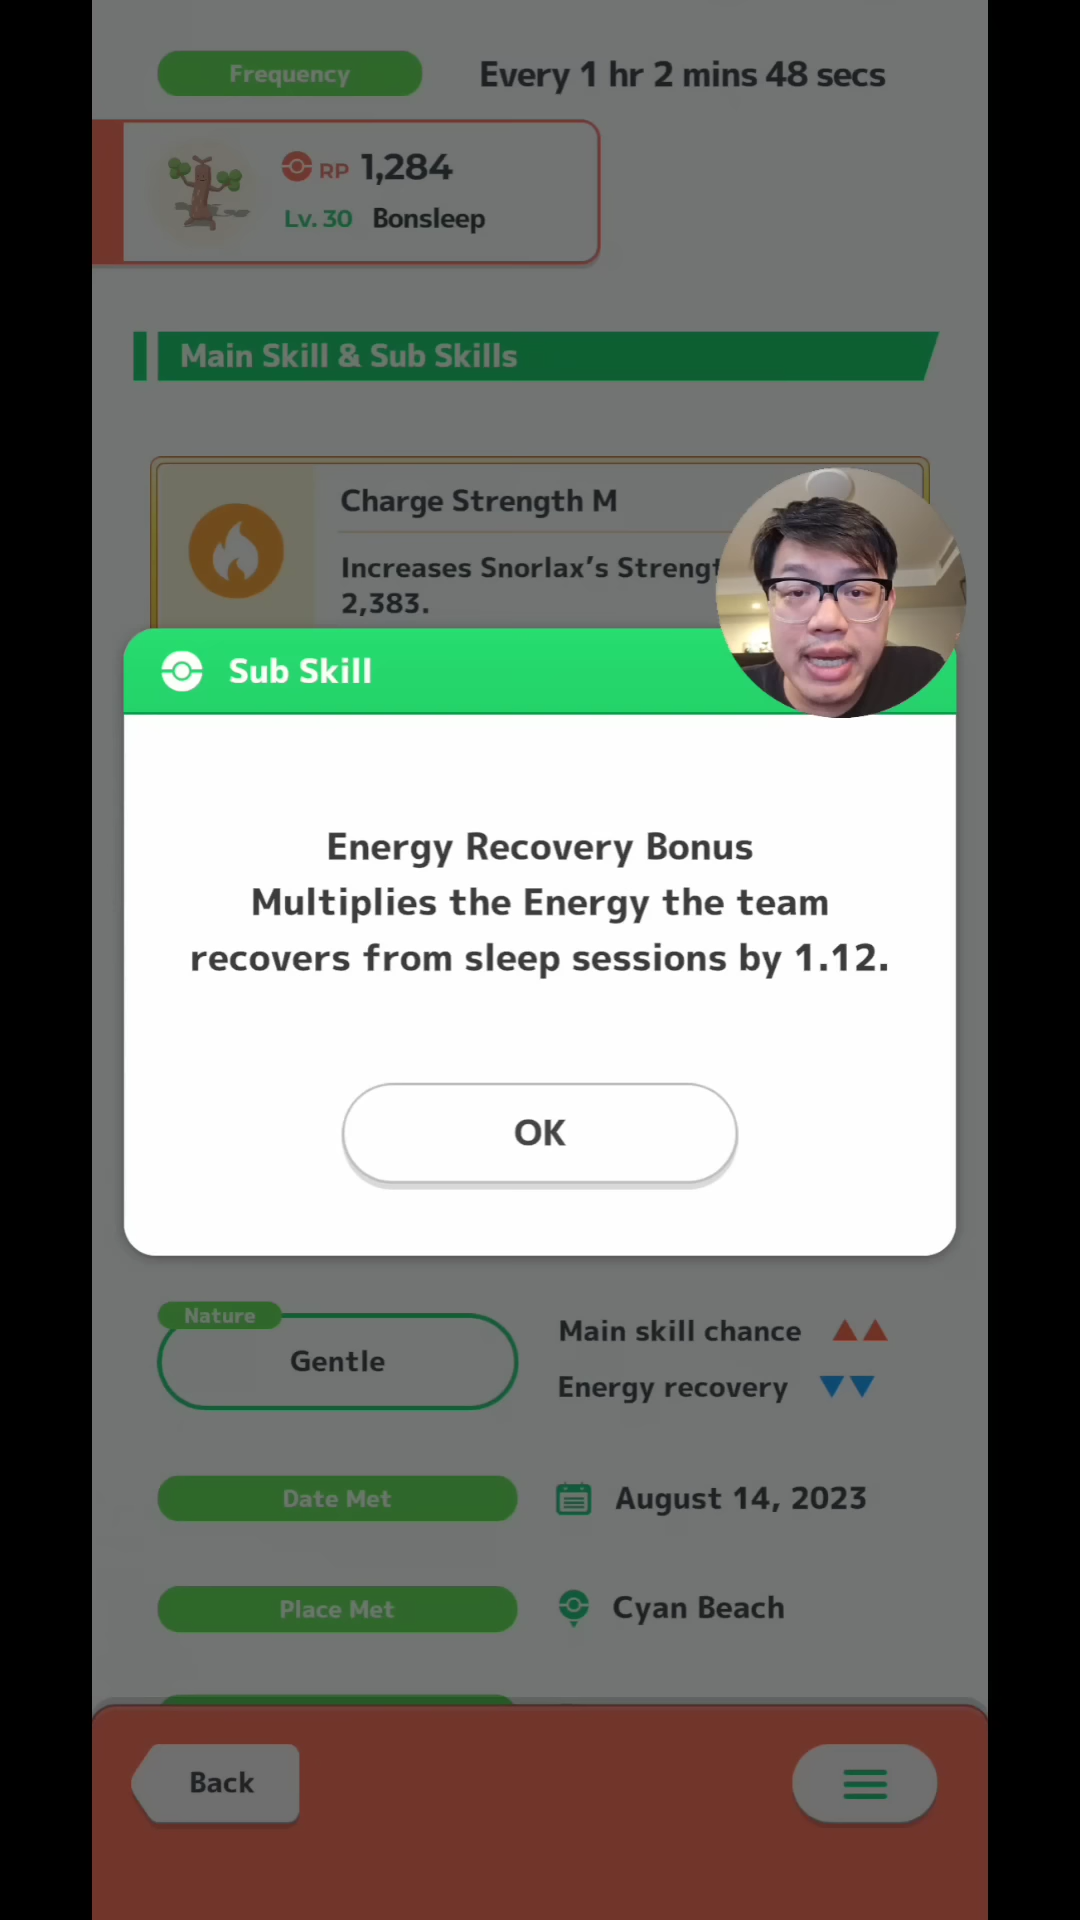 Frequency
Every 1 hr 2 mins 48 secs
RP 1,284
Lv. 30 Bonsleep
Main Skill & Sub Skills
Charge Strength M
Increases Snorlax's
2,383.
Sub Skill
Energy Recovery Bonus
Multiplies the Energy the team
recovers from sleep sessions by 1.12.
OK
Nature
Gentle
Main skill chance
Energy recovery
Date Met
August 14, 2023
Place Met
Cyan Beach
Back